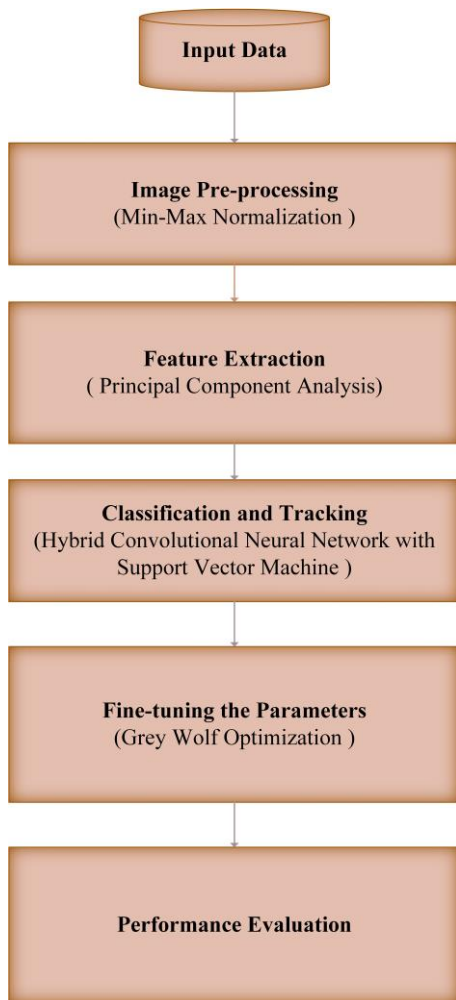 Input Data
Image Pre-processing
(Min-Max Normalization )
Feature Extraction
( Principal Component Analysis)
Classification and Tracking
(Hybrid Convolutional Neural Network with
Support Vector Machine )
Fine-tuning the Parameters
(Grey Wolf Optimization )
Performance Evaluation